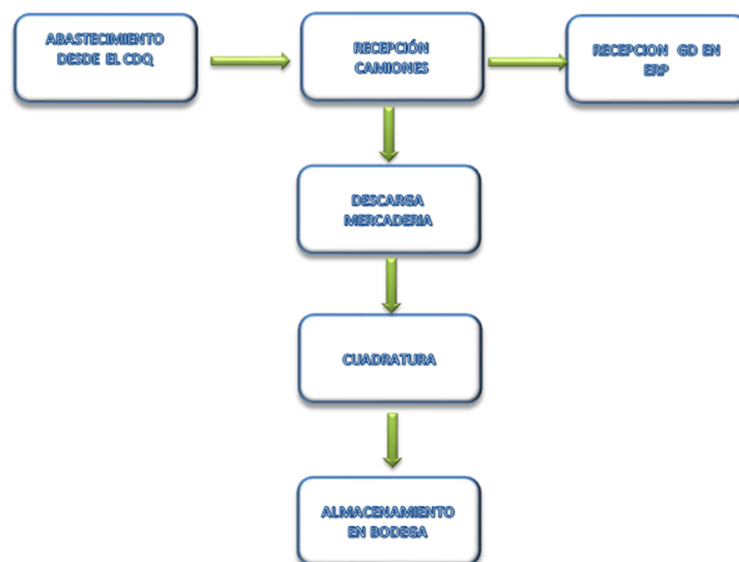 ABASTECIMIENTO
DESDE EL CDQ
RECEPCIÓN
CAMIONES
RECEPCION GD EN
ERP
DESCARGA
MERCADERIA
CUADRATURA
ALMACENAMIENTO
EN BODEGA